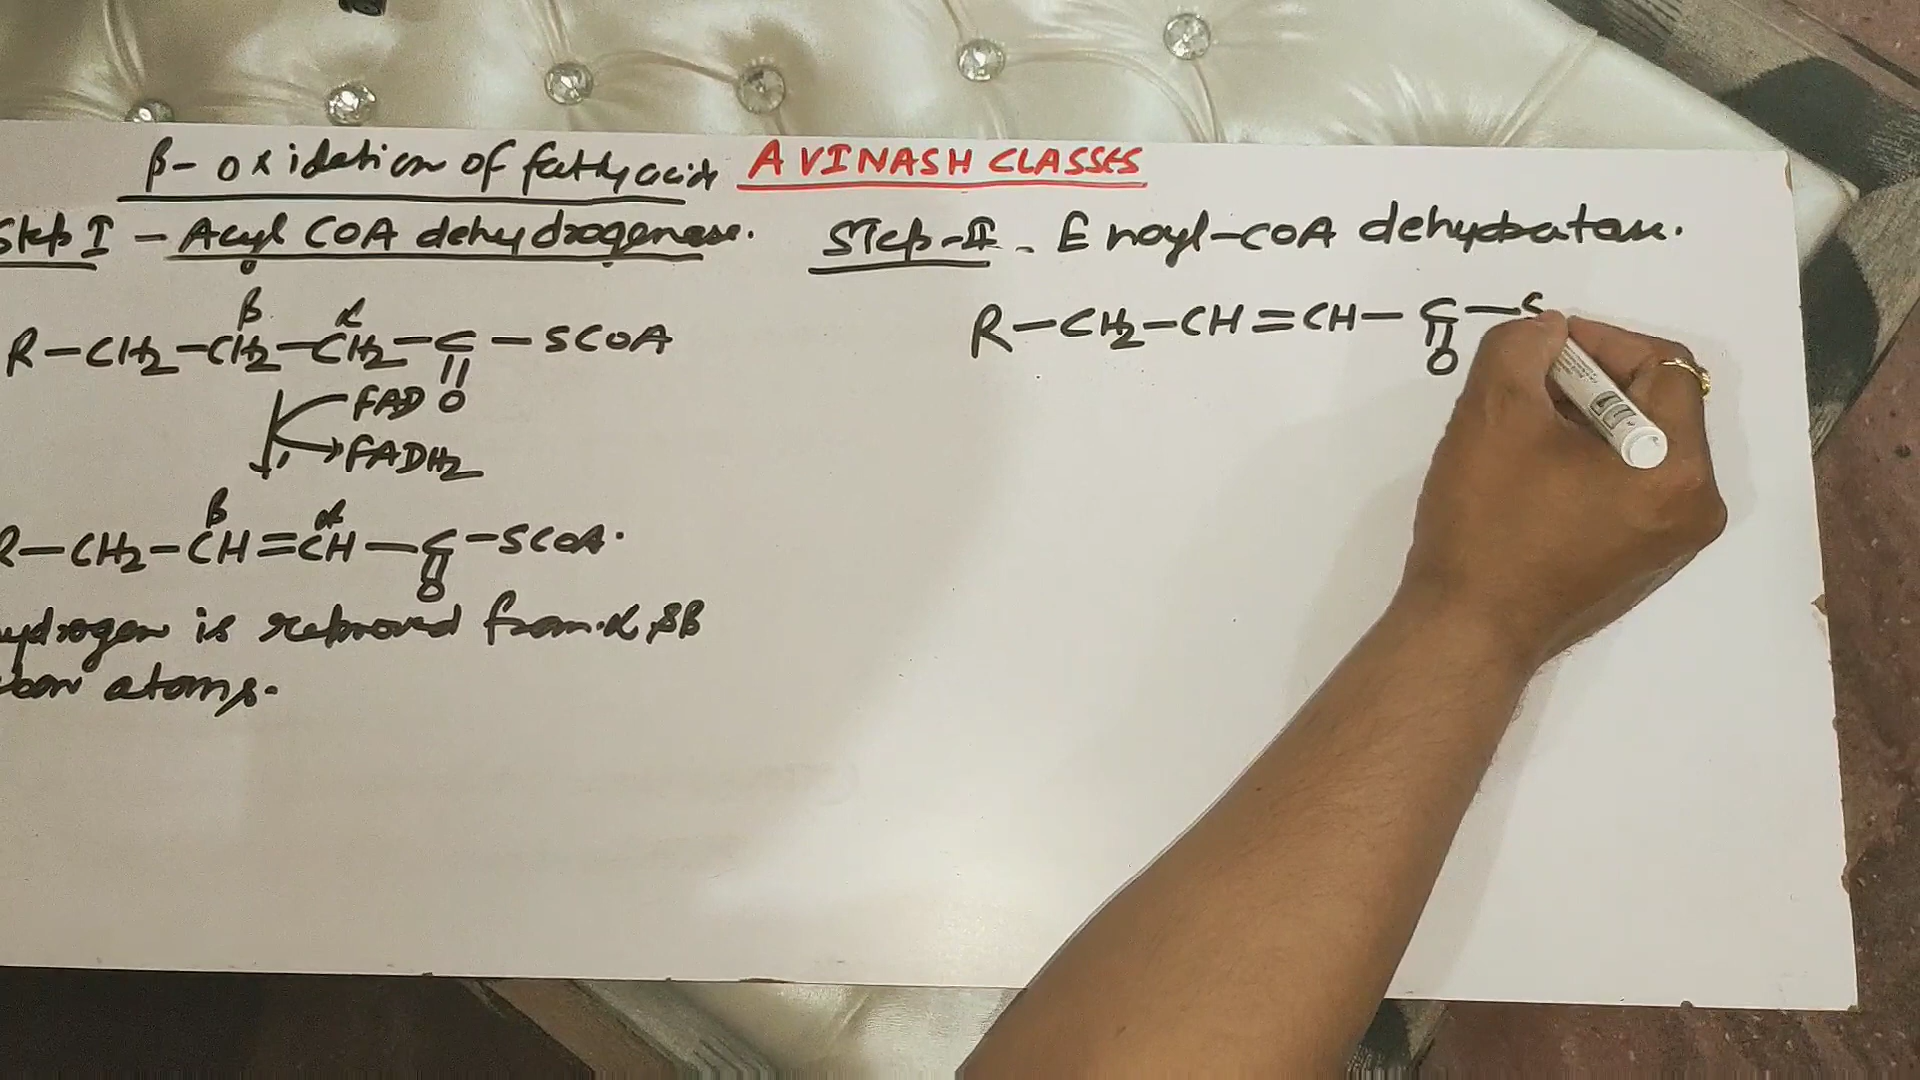 β- oxidation of fatty acid AVINASH CLASSES
Step I - Acyl COA dehydrogenase.
β α
R-CH2-CH2-CH2-C-SCOA
O
FAD
FADH2
β α
R-CH2-CH=CH-C-SCOA.
O
hydrogen is removed from α, &β
atoms.
Step-II - Enoyl-COA dehydratase.
R-CH2-CH=CH-C-S
O